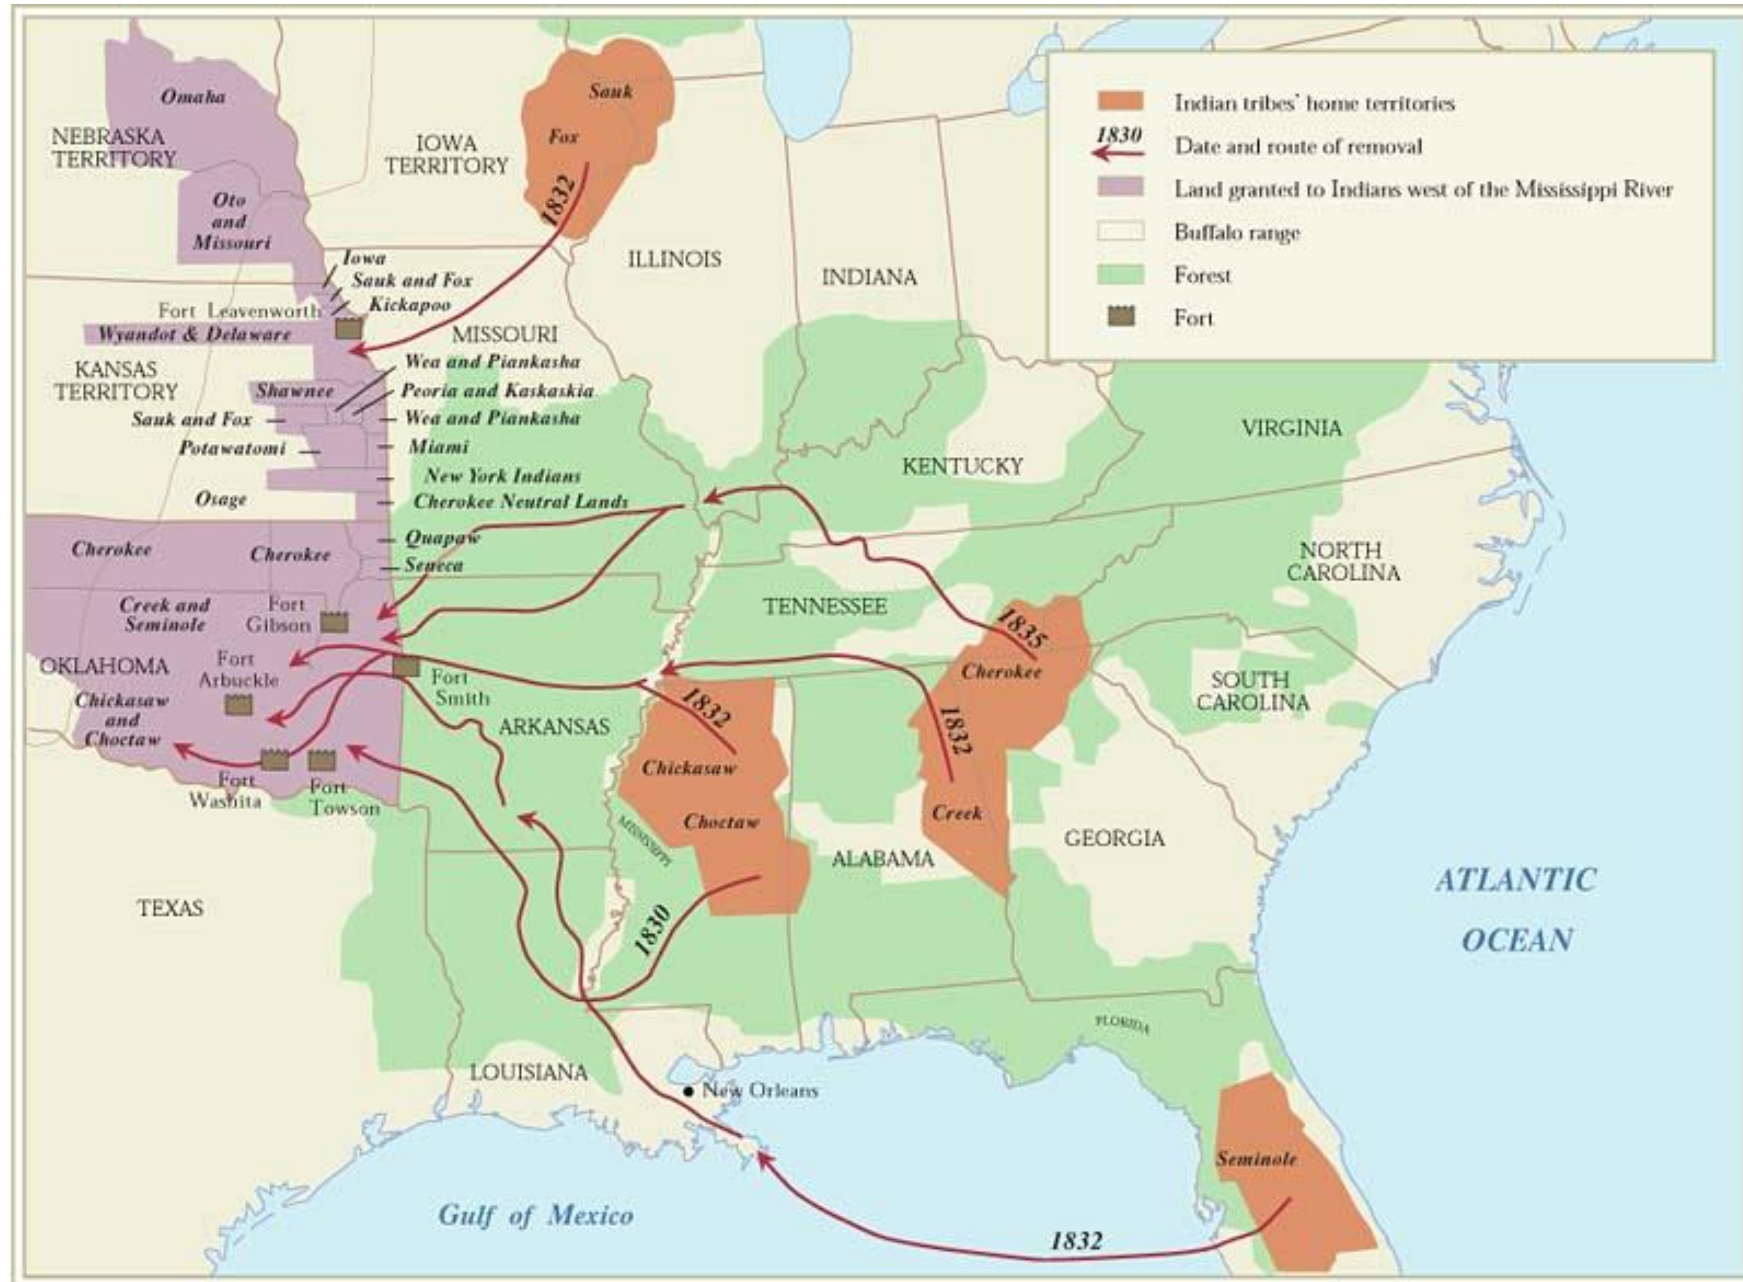 Omaha
NEBRASKA
TERRITORY
Oto
and
Missouri
IOWA
TERRITORY
Sauk
Fox
1832
Iowa
Sauk and Fox
Kickapoo
Fort Leavenworth
Wyandot & Delaware
MISSOURI
ILLINOIS
INDIANA
Indian tribes' home territories
1830
Date and route of removal
Land granted to Indians west of the Mississippi River
Buffalo range
Forest
Fort
KANSAS
TERRITORY
Wea and Piankasha
Shawnee
Peoria and Kaskaskia
Sauk and Fox
Wea and Piankasha
Potawatomi
Miami
New York Indians
Osage
Cherokee Neutral Lands
KENTUCKY
VIRGINIA
Cherokee
Cherokee
Quapaw
Seneca
NORTH
CAROLINA
Creek and
Seminole
Fort
Gibson
TENNESSEE
1835
Cherokee
OKLAHOMA
Fort
Arbuckle
Fort
Smith
Chickasaw
and
Choctaw
SOUTH
CAROLINA
ARKANSAS
1832
1832
Chickasaw
Choctaw
Creek
Fort
Washita
Fort
Towson
MISSISSIPPI
ALABAMA
GEORGIA
TEXAS
1830
ATLANTIC
OCEAN
FLORIDA
LOUISIANA
New Orleans
Seminole
Gulf of Mexico
1832